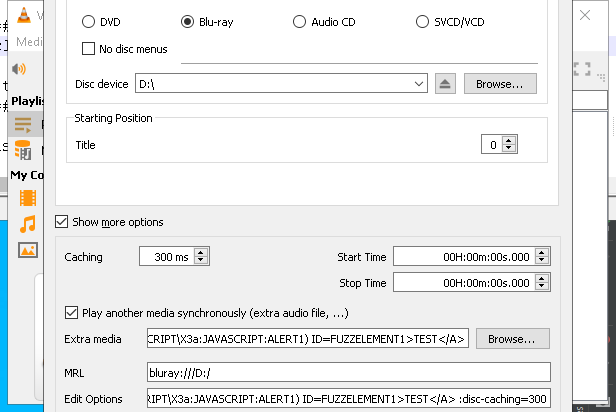 DVD Blu-ray Audio CD SVCD/VCD
No disc menus
Disc device D:\ Browse...
Starting Position
Title 0
Show more options
Caching 300 ms Start Time 00H:00m:00s.000
Stop Time 00H:00m:00s.000
Play another media synchronously (extra audio file, ...)
Extra media CRIPT\X3a:JAVASCRIPT:ALERT1) ID=FUZZELEMENT1>TEST</A> Browse...
MRL bluray:///D:/
Edit Options CRIPT\X3a:JAVASCRIPT:ALERT1) ID=FUZZELEMENT1>TEST</A> :disc-caching=300
Medi
Playlis
My Co